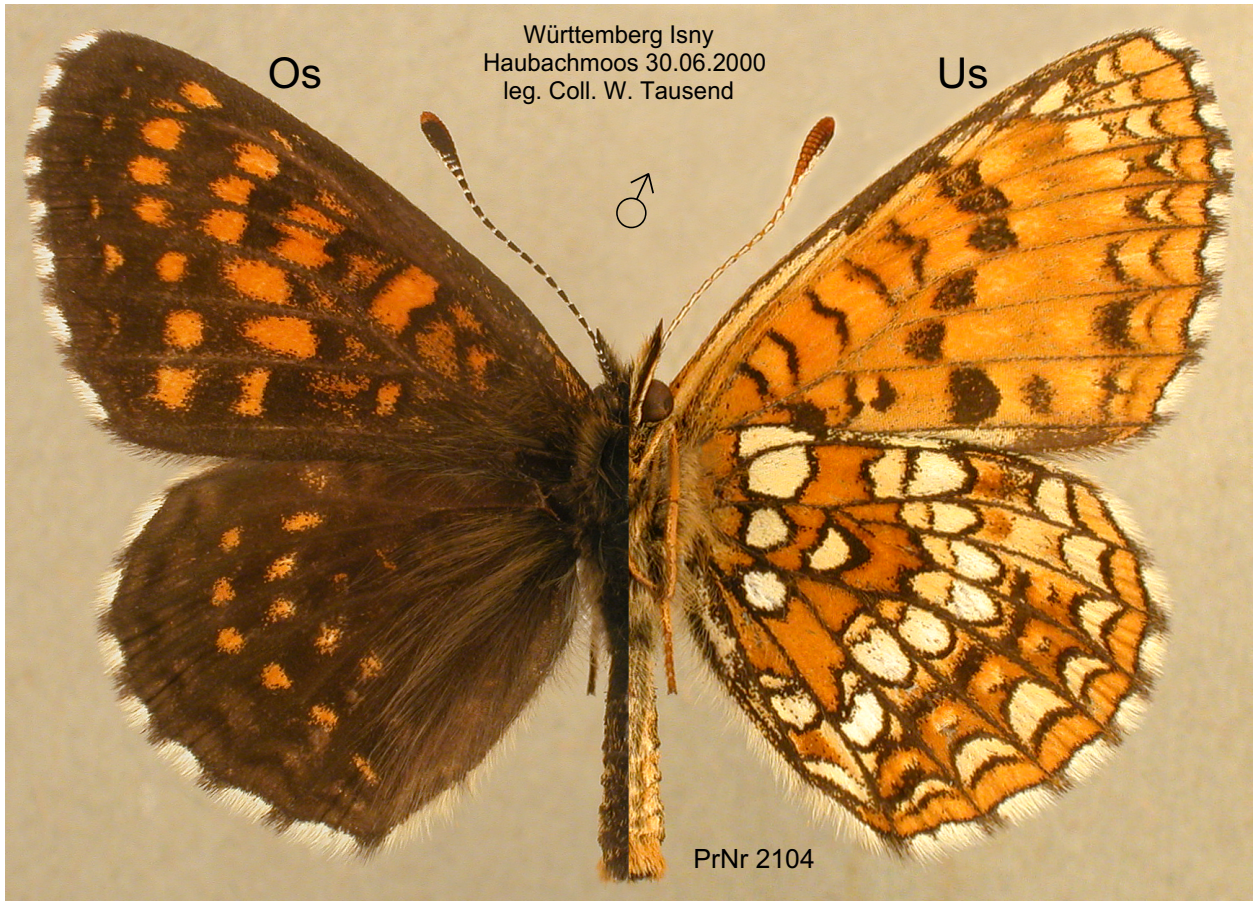 Württemberg Isny
Haubachmoos 30.06.2000
leg. Coll. W. Tausend
Os
Us
♂
PrNr 2104